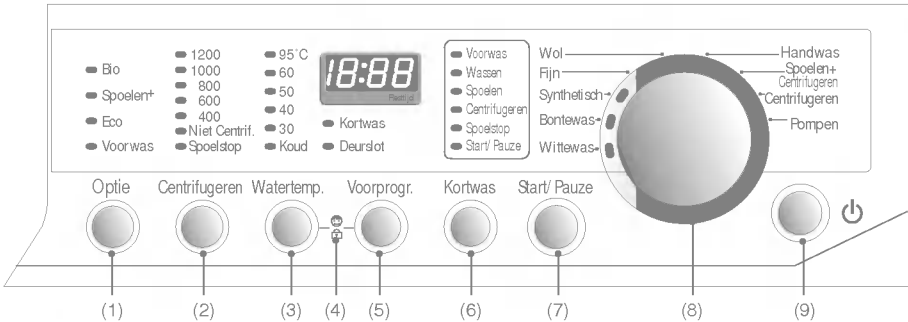 Bio
Spoelen+
Eco
Voorwas
1200
1000
800
600
400
Niet Centrif.
Spoelstop
95°C
60
50
40
30
Koud
18:88
Resttijd
Kortwas
Deurslot
Voorwas
Wassen
Spoelen
Centrifugeren
Spoelstop
Start/ Pauze
Wol
Fijn
Synthetisch
Bontewas
Wittewas
Handwas
Spoelen+
Centrifugeren
Centrifugeren
Pompen
Optie
Centrifugeren
Watertemp.
Voorprogr.
Kortwas
Start/ Pauze
(1)
(2)
(3)
(4)
(5)
(6)
(7)
(8)
(9)